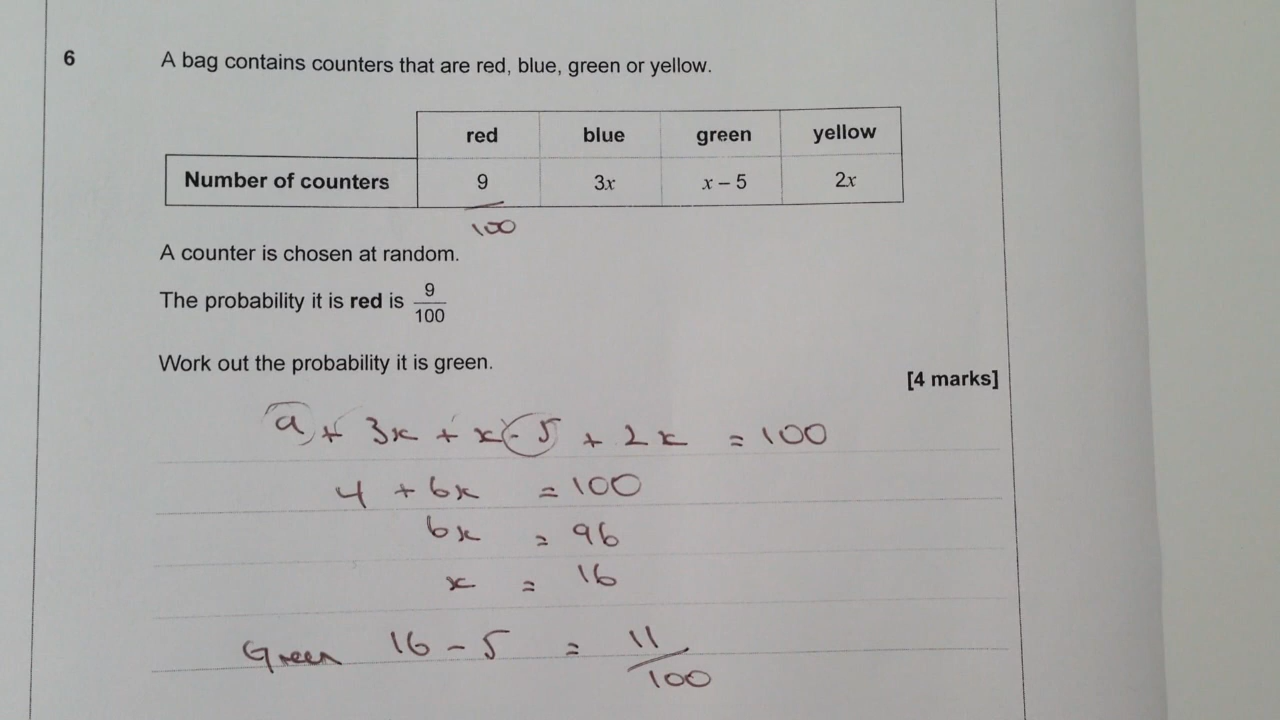 6 A bag contains counters that are red, blue, green or yellow.
red blue green yellow
Number of counters 9 3x x – 5 2x
100
A counter is chosen at random.
The probability it is red is 9/100
Work out the probability it is green.
[4 marks]
9 + 3x + x - 5 + 2x = 100
4 + 6x = 100
6x = 96
x = 16
Green 16 - 5 = 11/100